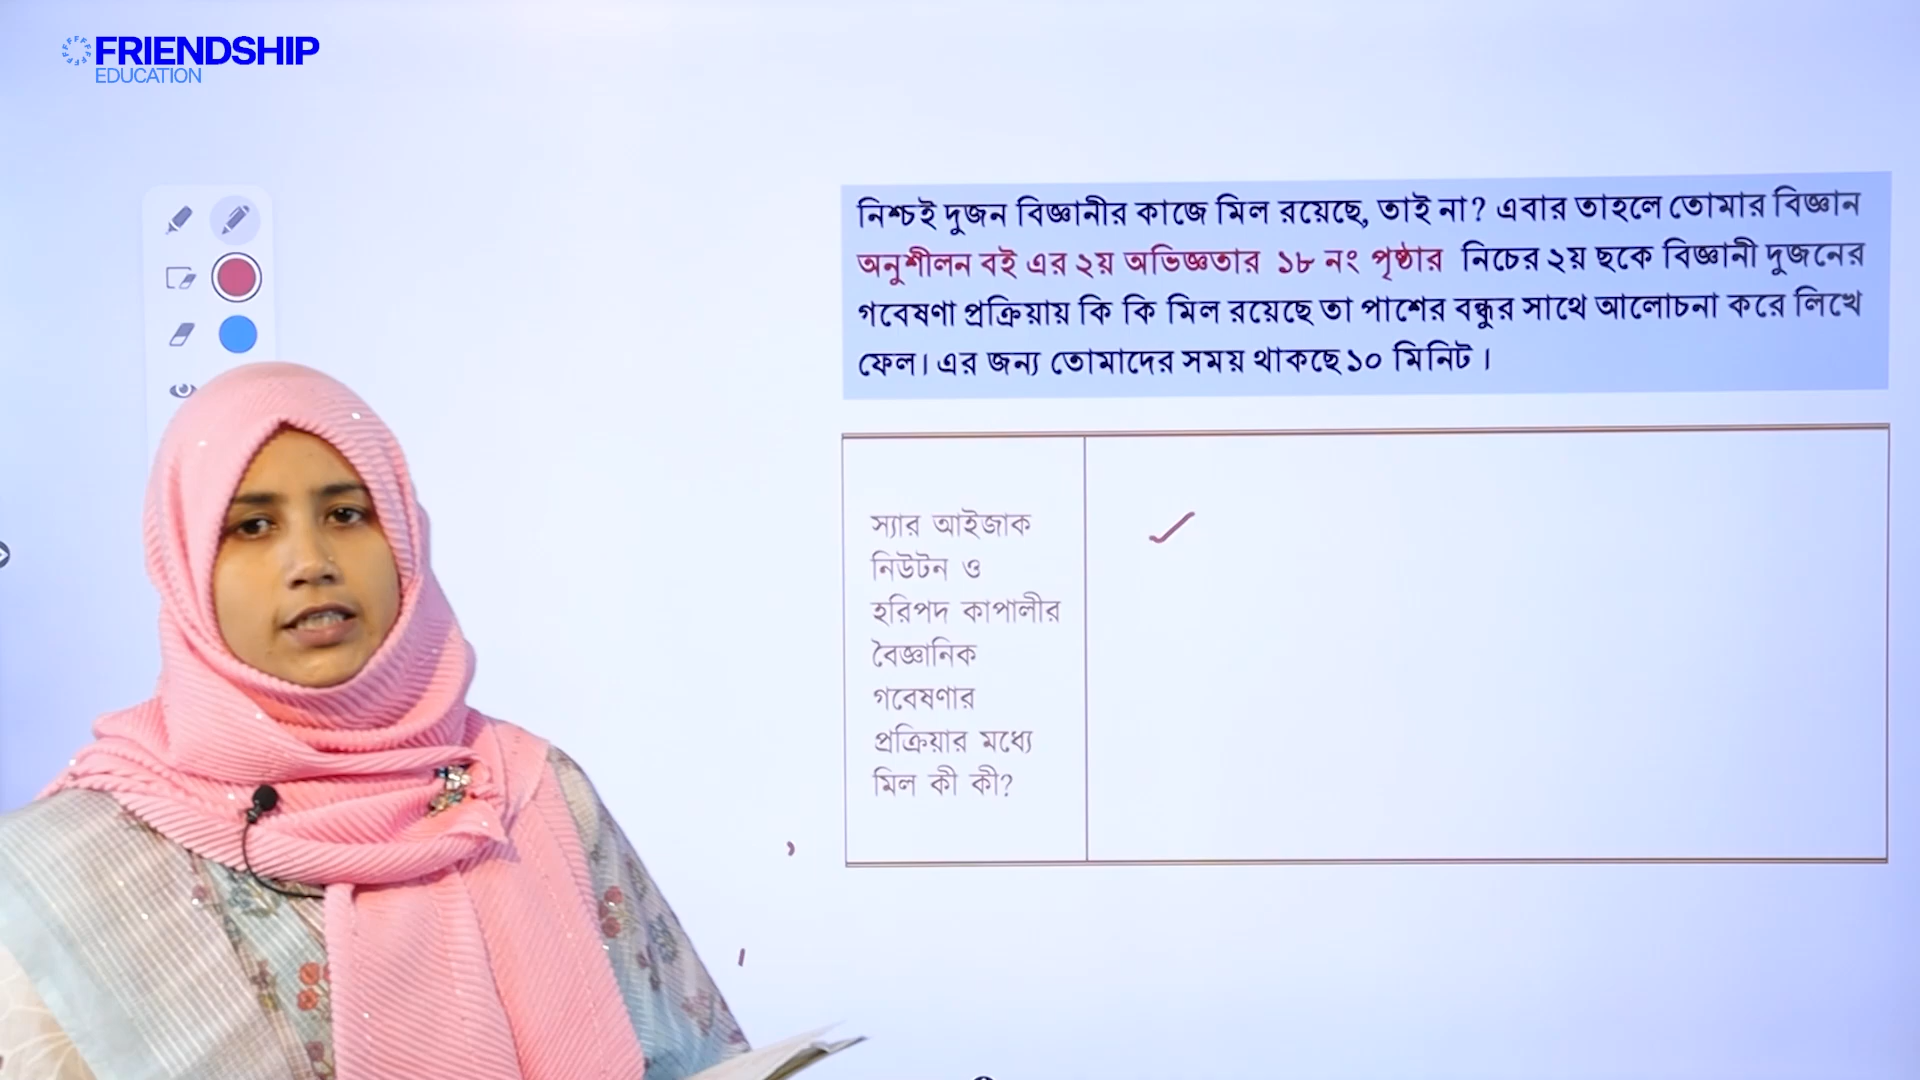 FRIENDSHIP
EDUCATION
নিশ্চই দুজন বিজ্ঞানীর কাজে মিল রয়েছে, তাই না? এবার তাহলে তোমার বিজ্ঞান
অনুশীলন বই এর ২য় অভিজ্ঞতার ১৮ নং পৃষ্ঠার নিচের ২য় ছকে বিজ্ঞানী দুজনের
গবেষণা প্রক্রিয়ায় কি কি মিল রয়েছে তা পাশের বন্ধুর সাথে আলোচনা করে লিখে
ফেল। এর জন্য তোমাদের সময় থাকছে ১০ মিনিট।
স্যার আইজাক
নিউটন ও
হরিপদ কাপালীর
বৈজ্ঞানিক
গবেষণার
প্রক্রিয়ার মধ্যে
মিল কী কী?